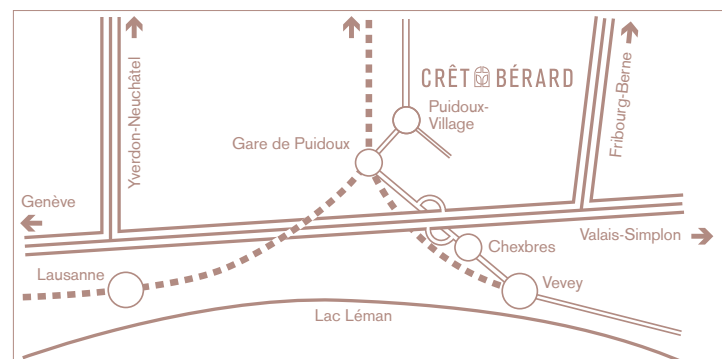 CRÊT BÉRARD
Puidoux-
Village
Gare de Puidoux
Yverdon-Neuchâtel
Fribourg-Berne
Genève
Valais-Simplon
Chexbres
Lausanne
Vevey
Lac Léman